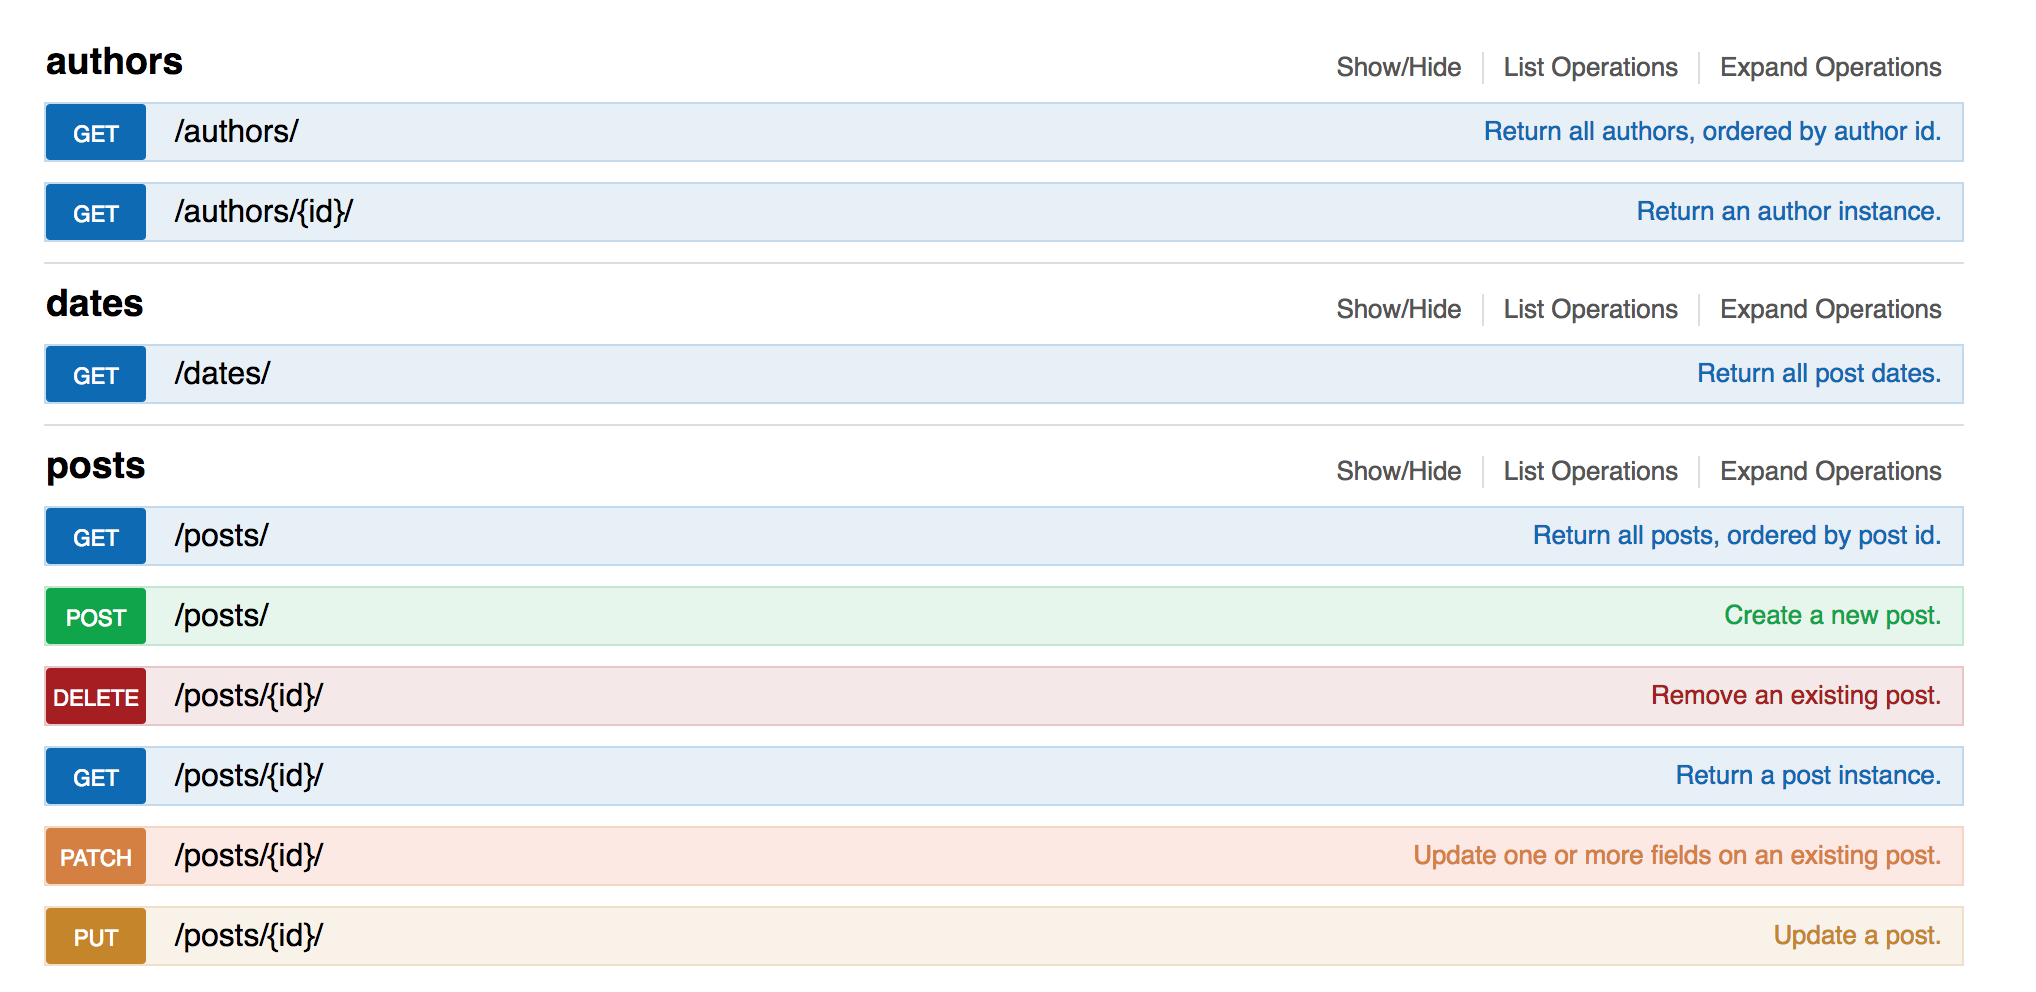 authors Show/Hide List Operations Expand Operations
GET /authors/ Return all authors, ordered by author id.
GET /authors/{id}/ Return an author instance.
dates Show/Hide List Operations Expand Operations
GET /dates/ Return all post dates.
posts Show/Hide List Operations Expand Operations
GET /posts/ Return all posts, ordered by post id.
POST /posts/ Create a new post.
DELETE /posts/{id}/ Remove an existing post.
GET /posts/{id}/ Return a post instance.
PATCH /posts/{id}/ Update one or more fields on an existing post.
PUT /posts/{id}/ Update a post.